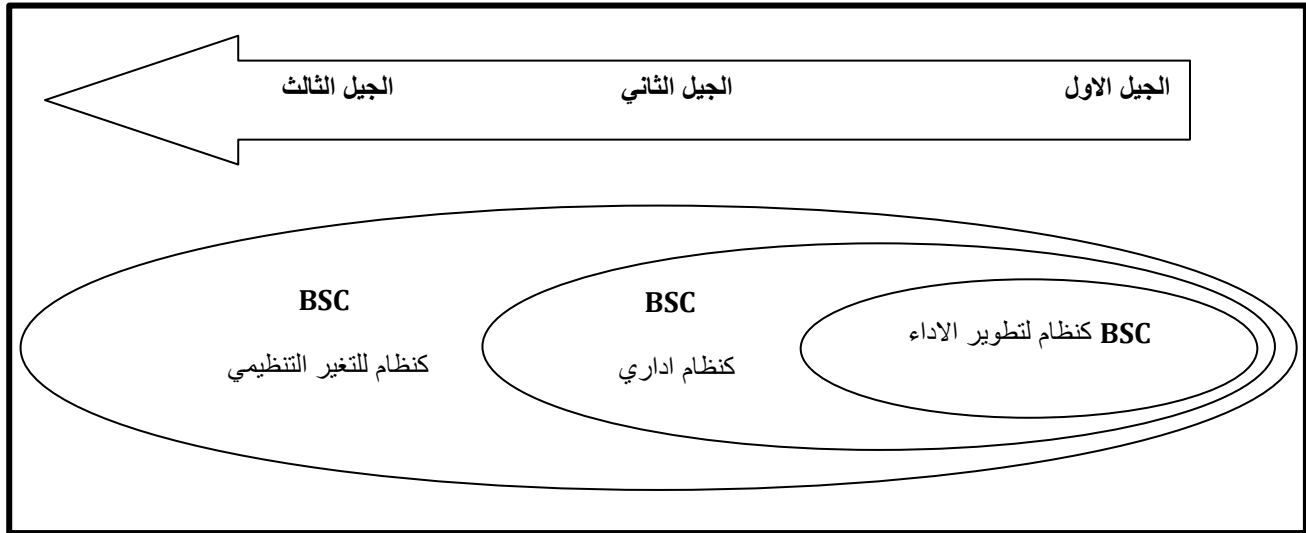 الجيل الاول
الجيل الثاني
الجيل الثالث
BSC كنظام لتطوير الاداء
BSC
كنظام اداري
BSC
كنظام للتغير التنظيمي